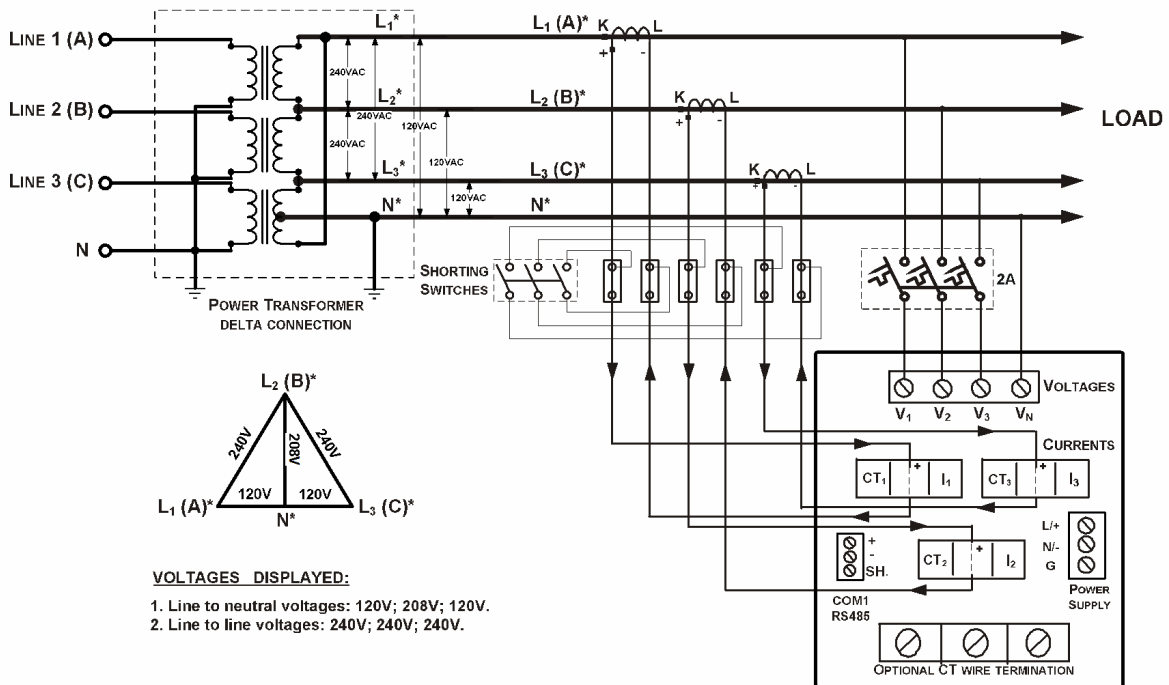 LINE 1 (A)
LINE 2 (B)
LINE 3 (C)
N
L1*
L2*
L3*
N*
240VAC
240VAC
240VAC
120VAC
120VAC
120VAC
POWER TRANSFORMER
DELTA CONNECTION
L1 (A)*
L2 (B)*
L3 (C)*
N*
K L
+ -
K L
+ -
K L
+ -
LOAD
SHORTING
SWITCHES
2A
VOLTAGES
V1 V2 V3 VN
CURRENTS
CT1 + I1
CT3 + I3
CT2 + I2
+
-
SH.
COM1
RS485
L/+
N/-
G
POWER
SUPPLY
OPTIONAL CT WIRE TERMINATION
L2 (B)*
240V 208V 240V
120V 120V
L1 (A)* N* L3 (C)*
VOLTAGES DISPLAYED:
1. Line to neutral voltages: 120V; 208V; 120V.
2. Line to line voltages: 240V; 240V; 240V.